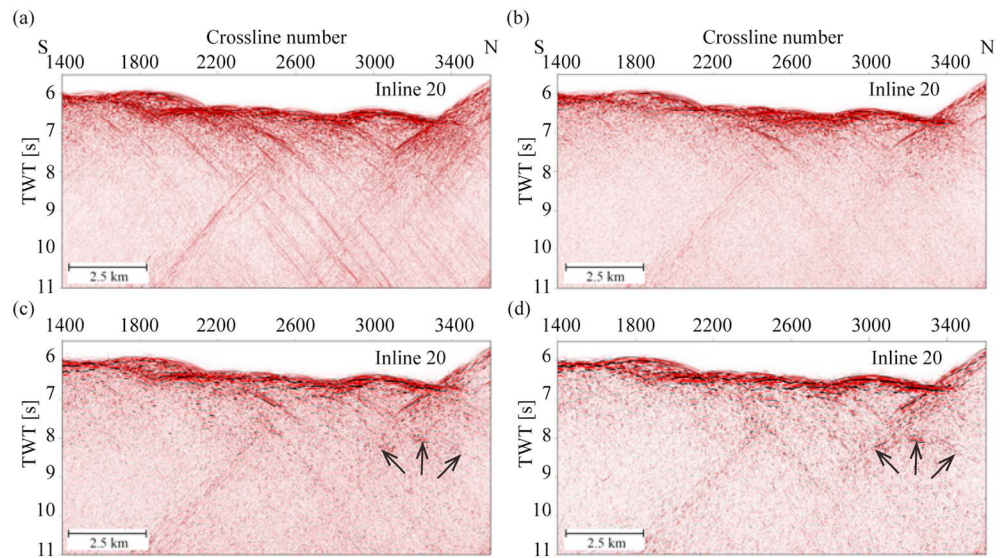 (a) (b)
Crossline number Crossline number
S N S N
1400 1800 2200 2600 3000 3400 1400 1800 2200 2600 3000 3400
Inline 20 Inline 20
6 6
7 7
TWT [s] TWT [s]
8 8
9 9
10 10
2.5 km 2.5 km
11 11
(c) (d)
1400 1800 2200 2600 3000 3400 1400 1800 2200 2600 3000 3400
Inline 20 Inline 20
6 6
7 7
TWT [s] TWT [s]
8 8
9 9
10 10
2.5 km 2.5 km
11 11